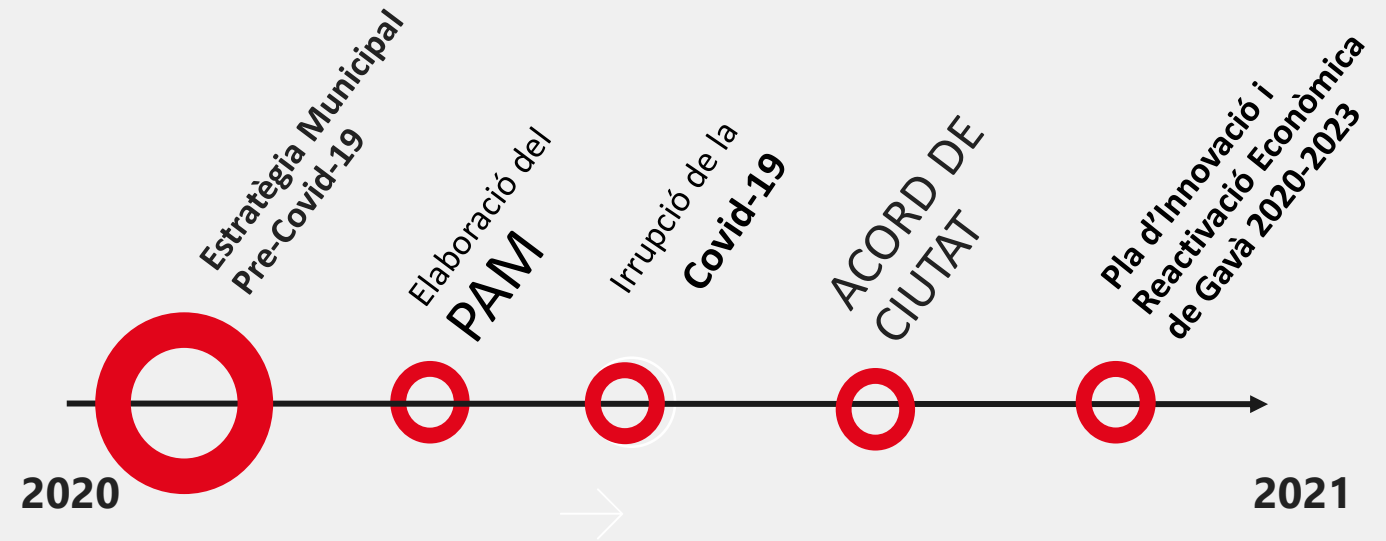 Estratègia Municipal
Pre-Covid-19
Elaboració del
PAM
Irrupció de la
Covid-19
ACORD DE
CIUTAT
Pla d'Innovació i
Reactivació Econòmica
de Gavà 2020-2023
2020
2021